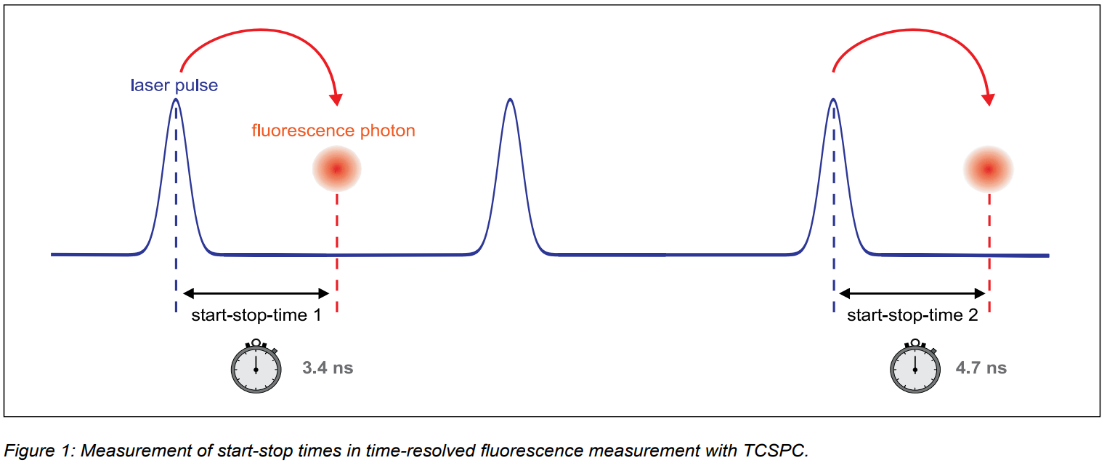 laser pulse
fluorescence photon
start-stop-time 1
start-stop-time 2
3.4 ns
4.7 ns
Figure 1: Measurement of start-stop times in time-resolved fluorescence measurement with TCSPC.